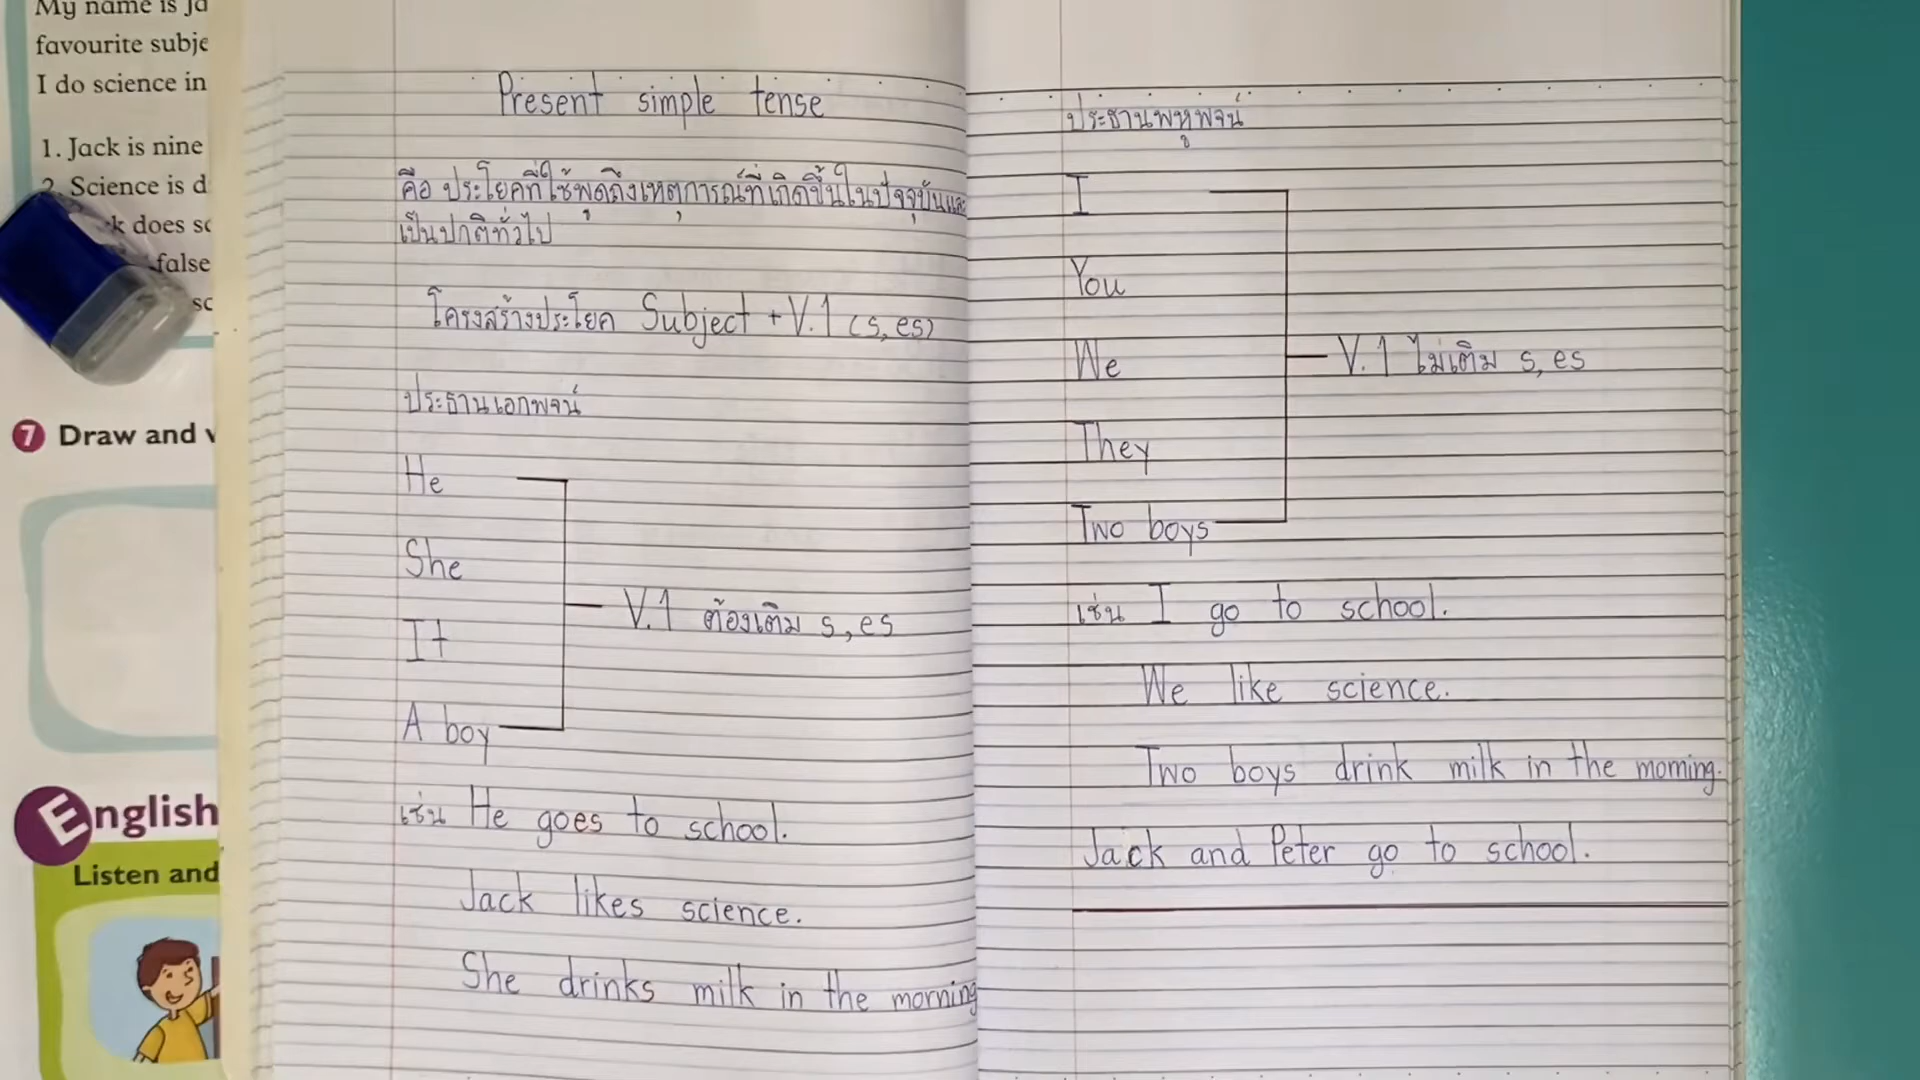 My name is Ja
favourite subje
I do science in
1. Jack is nine
2. Science is d
k does sc
false
sc
7 Draw and
English
Listen and
Present simple tense
คือ ประโยคที่ใช้พูดถึงเหตุการณ์ที่เกิดขึ้นในปัจจุบันและ
เป็นปกติทั่วไป
โครงสร้างประโยค Subject + V.1 (s, es)
ประธานเอกพจน์
He
She
It
A boy
V.1 ต้องเติม s, es
เช่น He goes to school.
Jack likes science.
She drinks milk in the morning
ประธานพหูพจน์
I
You
We
They
Two boys
V.1 ไม่เติม s, es
เช่น I go to school.
We like science.
Two boys drink milk in the morning.
Jack and Peter go to school.